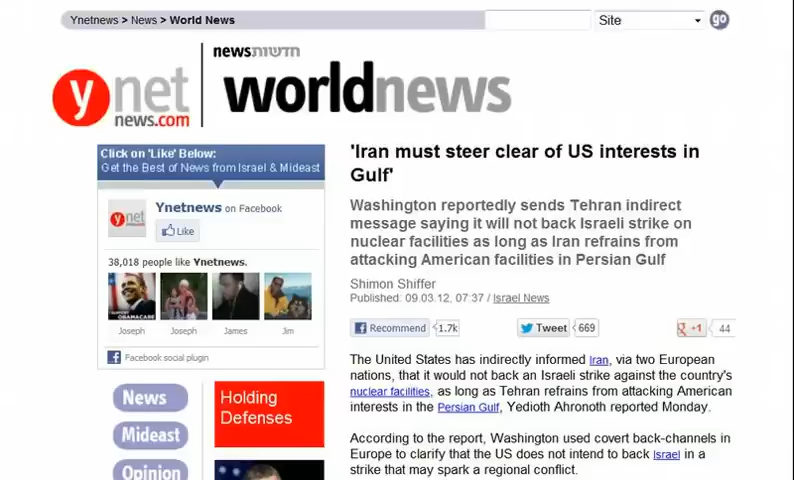 Ynetnews > News > World News
Site
go
news חדשות
worldnews
y net
news.com
Click on 'Like' Below:
Get the Best of News from Israel & Mideast
ynet
Ynetnews on Facebook
Like
38,018 people like Ynetnews.
SUPPORT
OBAMACARE
Joseph Joseph James Jim
Facebook social plugin
News
Mideast
Opinion
Holding
Defenses
'Iran must steer clear of US interests in
Gulf'
Washington reportedly sends Tehran indirect
message saying it will not back Israeli strike on
nuclear facilities as long as Iran refrains from
attacking American facilities in Persian Gulf
Shimon Shiffer
Published: 09.03.12, 07:37 / Israel News
Recommend 1.7k Tweet 669 +1 44
The United States has indirectly informed Iran, via two European
nations, that it would not back an Israeli strike against the country's
nuclear facilities, as long as Tehran refrains from attacking American
interests in the Persian Gulf, Yedioth Ahronoth reported Monday.
According to the report, Washington used covert back-channels in
Europe to clarify that the US does not intend to back Israel in a
strike that may spark a regional conflict.